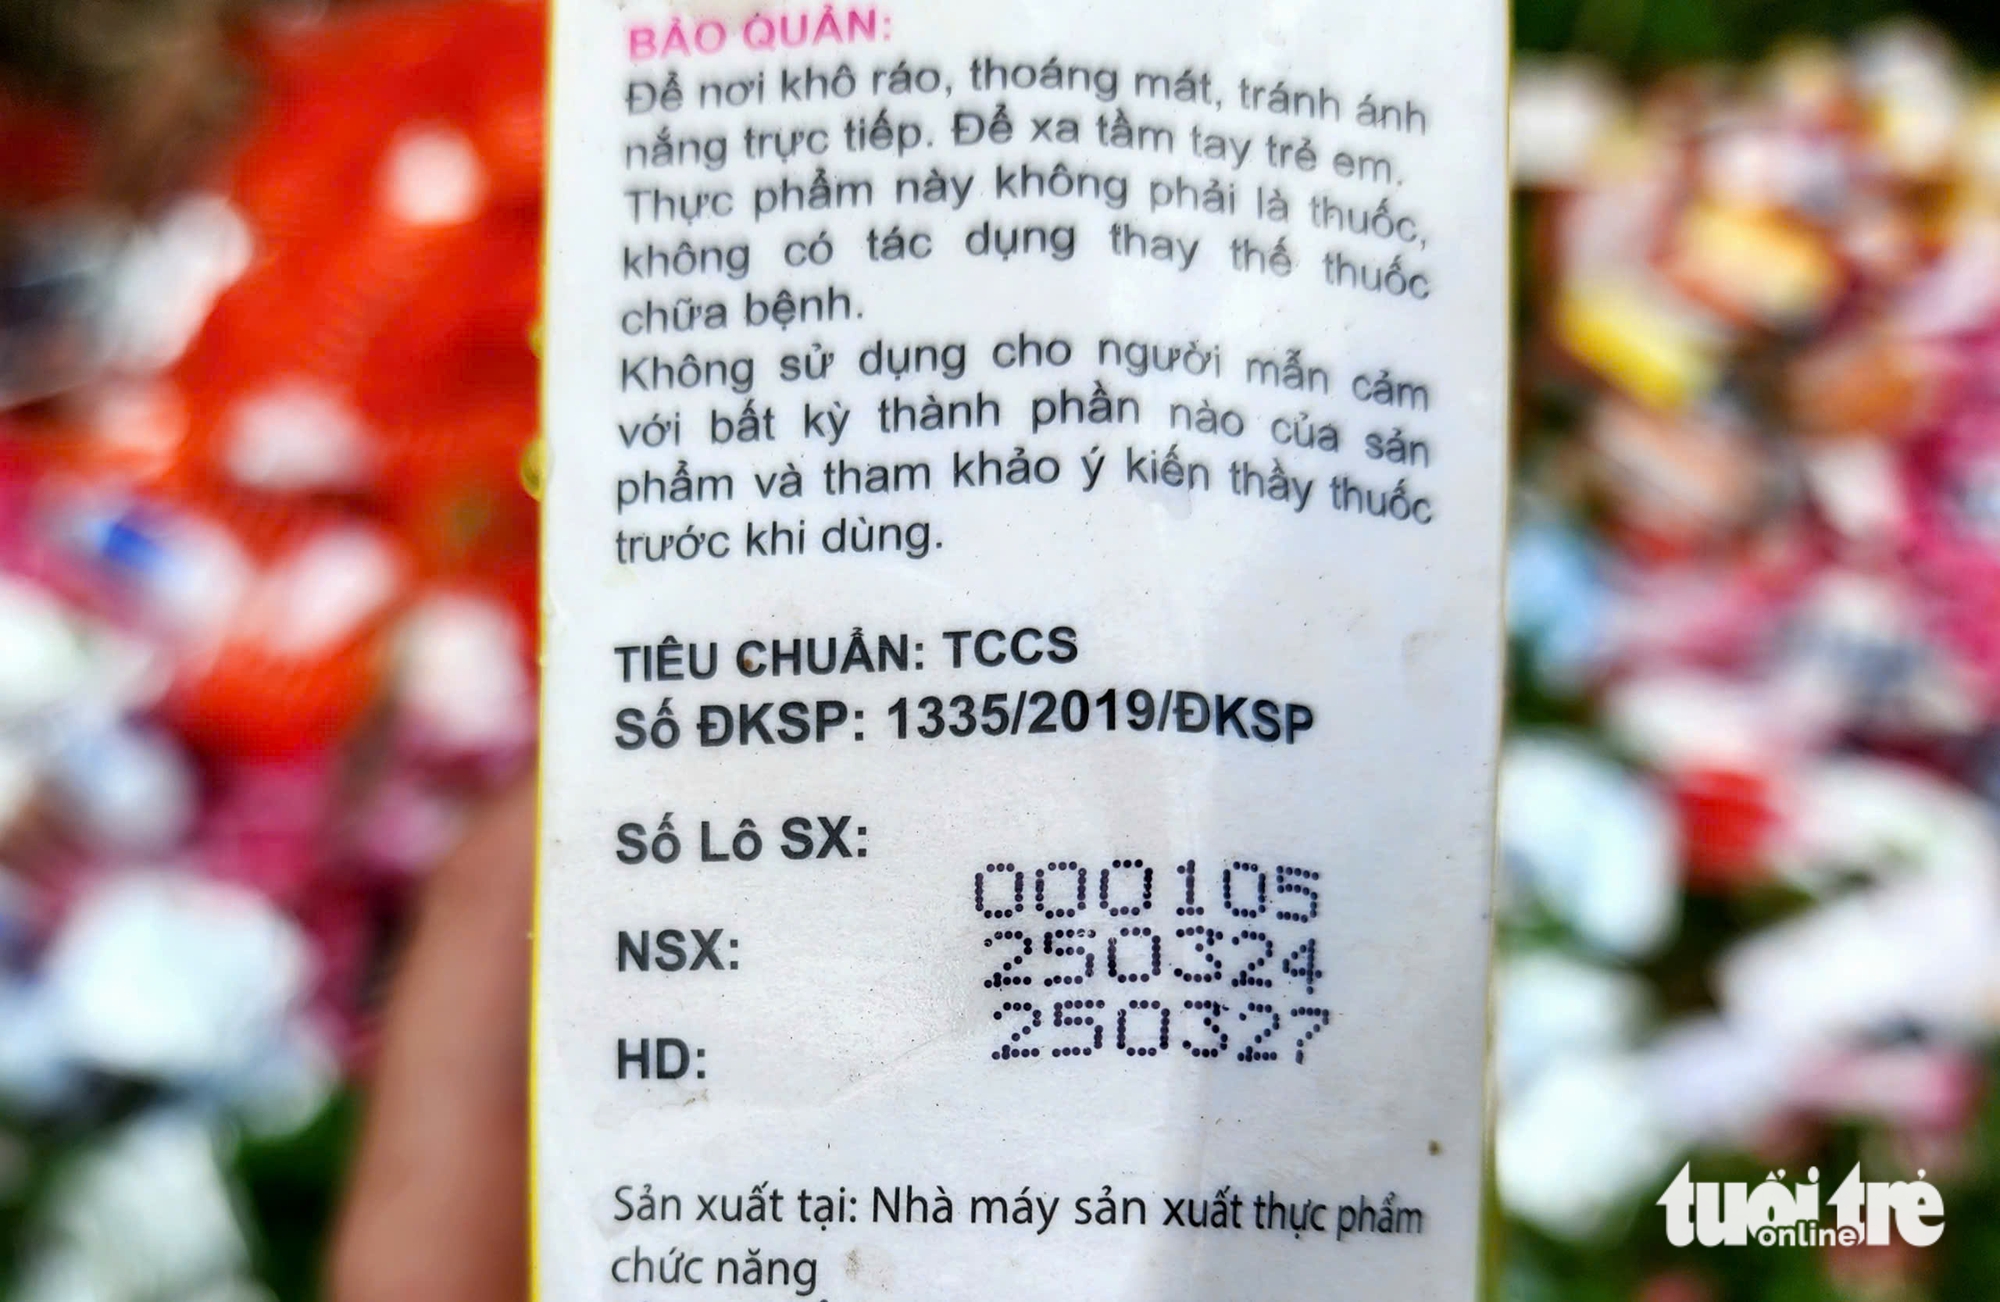 BẢO QUẢN:
Để nơi khô ráo, thoáng mát, tránh ánh
nắng trực tiếp. Để xa tầm tay trẻ em.
Thực phẩm này không phải là thuốc,
không có tác dụng thay thế thuốc
chữa bệnh.
Không sử dụng cho người mẫn cảm
với bất kỳ thành phần nào của sản
phẩm và tham khảo ý kiến thầy thuốc
trước khi dùng.
TIÊU CHUẨN: TCCS
Số ĐKSP: 1335/2019/ĐKSP
Số Lô SX:
000105
NSX:
250324
HD:
250327
Sản xuất tại: Nhà máy sản xuất thực phẩm
chức năng
tuổi trẻ
online